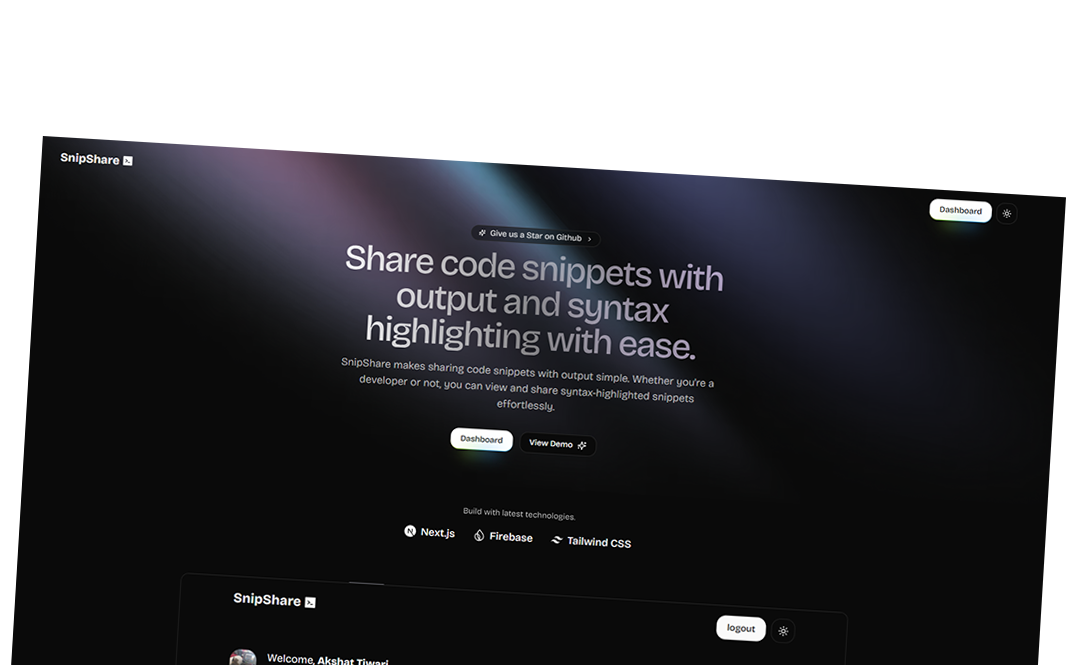 SnipShare
Dashboard
Give us a Star on Github
Share code snippets with
output and syntax
highlighting with ease.
SnipShare makes sharing code snippets with output simple. Whether you're a
developer or not, you can view and share syntax-highlighted snippets
effortlessly.
Dashboard
View Demo
Build with latest technologies.
Next.js
Firebase
Tailwind CSS
SnipShare
logout
Welcome, Akshat Tiwari